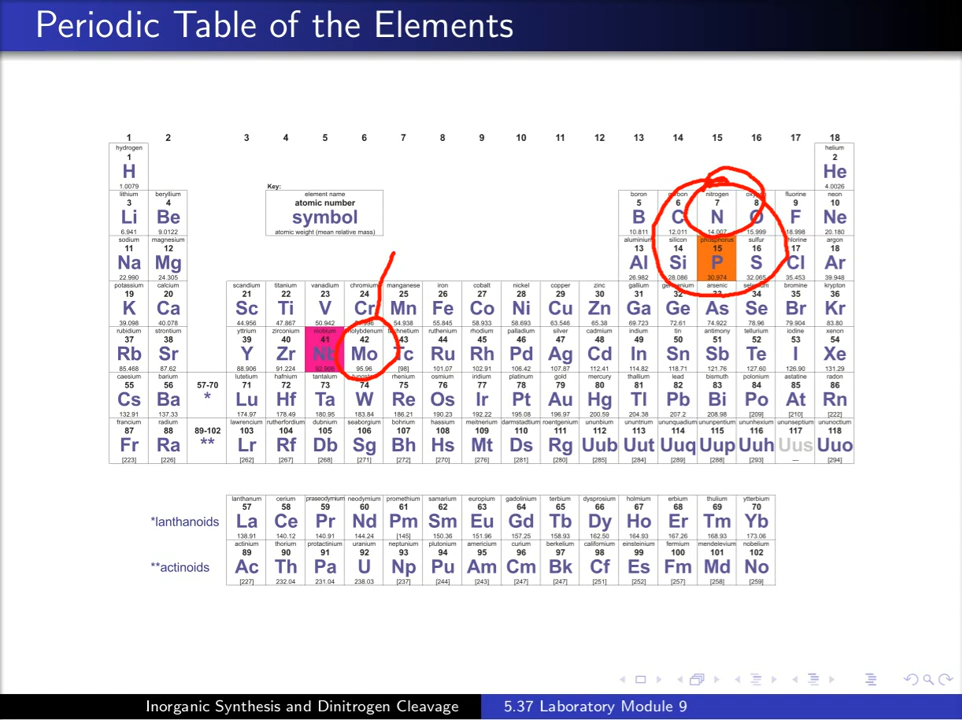 Periodic Table of the Elements
1 2 3 4 5 6 7 8 9 10 11 12 13 14 15 16 17 18
hydrogen helium
1 2
H He
1.0079 4.0026
Key:
lithium beryllium element name boron carbon nitrogen oxygen fluorine neon
3 4 atomic number 5 6 7 8 9 10
Li Be symbol B C N O F Ne
6.941 9.0122 atomic weight (mean relative mass) 10.811 12.011 14.007 15.999 18.998 20.180
sodium magnesium aluminium silicon phosphorus sulfur chlorine argon
11 12 13 14 15 16 17 18
Na Mg Al Si P S Cl Ar
22.990 24.305 26.982 28.086 30.974 32.065 35.453 39.948
potassium calcium scandium titanium vanadium chromium manganese iron cobalt nickel copper zinc gallium germanium arsenic selenium bromine krypton
19 20 21 22 23 24 25 26 27 28 29 30 31 32 33 34 35 36
K Ca Sc Ti V Cr Mn Fe Co Ni Cu Zn Ga Ge As Se Br Kr
39.098 40.078 44.956 47.867 50.942 54.938 55.845 58.933 58.693 63.546 65.38 69.723 72.61 74.922 78.96 79.904 83.80
rubidium strontium yttrium zirconium molybdenum technetium ruthenium rhodium palladium silver cadmium indium tin antimony tellurium iodine xenon
37 38 39 40 41 42 43 44 45 46 47 48 49 50 51 52 53 54
Rb Sr Y Zr Mo Tc Ru Rh Pd Ag Cd In Sn Sb Te I Xe
85.468 87.62 88.906 91.224 95.96 [98] 101.07 102.91 106.42 107.87 112.41 114.82 118.71 121.76 127.60 126.90 131.29
caesium barium lutetium hafnium tantalum tungsten rhenium osmium iridium platinum gold mercury thallium lead bismuth polonium astatine radon
55 56 57-70 71 72 73 74 75 76 77 78 79 80 81 82 83 84 85 86
Cs Ba * Lu Hf Ta W Re Os Ir Pt Au Hg Tl Pb Bi Po At Rn
132.91 137.33 174.97 178.49 180.95 183.84 186.21 190.23 192.22 195.08 196.97 200.59 204.38 207.2 208.98 [209] [210] [222]
francium radium lawrencium rutherfordium dubnium seaborgium bohrium hassium meitnerium darmstadtium roentgenium ununbium ununtrium ununquadium ununpentium ununhexium ununseptium ununoctium
87 88 89-102 103 104 105 106 107 108 109 110 111 112 113 114 115 116 117 118
Fr Ra ** Lr Rf Db Sg Bh Hs Mt Ds Rg Uub Uut Uuq Uup Uuh Uus Uuo
[223] [226] [262] [267] [268] [271] [272] [270] [276] [281] [280] [285] [284] [289] [288] [293] — [294]
lanthanum cerium praseodymium neodymium promethium samarium europium gadolinium terbium dysprosium holmium erbium thulium ytterbium
57 58 59 60 61 62 63 64 65 66 67 68 69 70
*lanthanoids La Ce Pr Nd Pm Sm Eu Gd Tb Dy Ho Er Tm Yb
138.91 140.12 140.91 144.24 [145] 150.36 151.96 157.25 158.93 162.50 164.93 167.26 168.93 173.06
actinium thorium protactinium uranium neptunium plutonium americium curium berkelium californium einsteinium fermium mendelevium nobelium
89 90 91 92 93 94 95 96 97 98 99 100 101 102
**actinoids Ac Th Pa U Np Pu Am Cm Bk Cf Es Fm Md No
[227] 232.04 231.04 238.03 [237] [244] [243] [247] [247] [251] [252] [257] [258] [259]
Inorganic Synthesis and Dinitrogen Cleavage 5.37 Laboratory Module 9